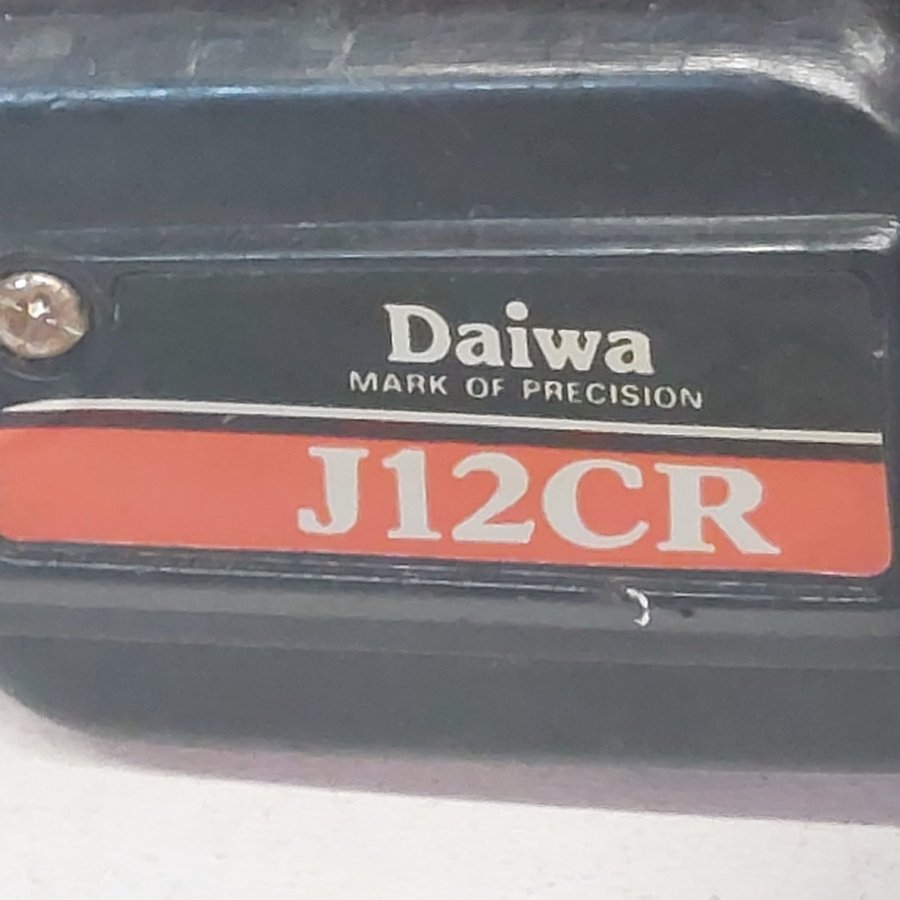 Daiwa
MARK OF PRECISION
J12CR